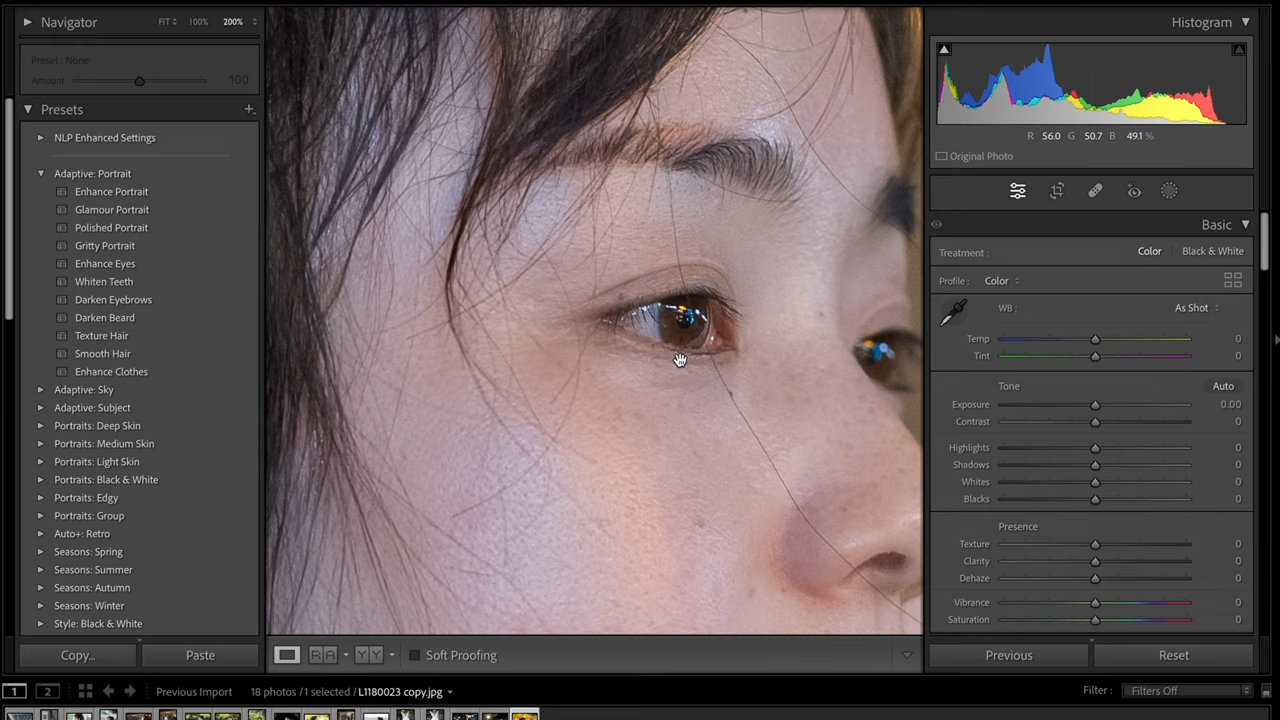 Navigator
FIT 100% 200%
Preset: None
Amount 100
Presets
NLP Enhanced Settings
Adaptive: Portrait
Enhance Portrait
Glamour Portrait
Polished Portrait
Gritty Portrait
Enhance Eyes
Whiten Teeth
Darken Eyebrows
Darken Beard
Texture Hair
Smooth Hair
Enhance Clothes
Adaptive: Sky
Adaptive: Subject
Portraits: Deep Skin
Portraits: Medium Skin
Portraits: Light Skin
Portraits: Black & White
Portraits: Edgy
Portraits: Group
Auto+: Retro
Seasons: Spring
Seasons: Summer
Seasons: Autumn
Seasons: Winter
Style: Black & White
Copy...
Paste
R A
Y Y
Soft Proofing
Histogram
R 56.0 G 50.7 B 49.1 %
Original Photo
Basic
Treatment : Color Black & White
Profile : Color
WB : As Shot
Temp 0
Tint 0
Tone Auto
Exposure 0.00
Contrast 0
Highlights 0
Shadows 0
Whites 0
Blacks 0
Presence
Texture 0
Clarity 0
Dehaze 0
Vibrance 0
Saturation 0
Previous
Reset
1 2
Previous Import 18 photos / 1 selected / L1180023 copy.jpg
Filter : Filters Off